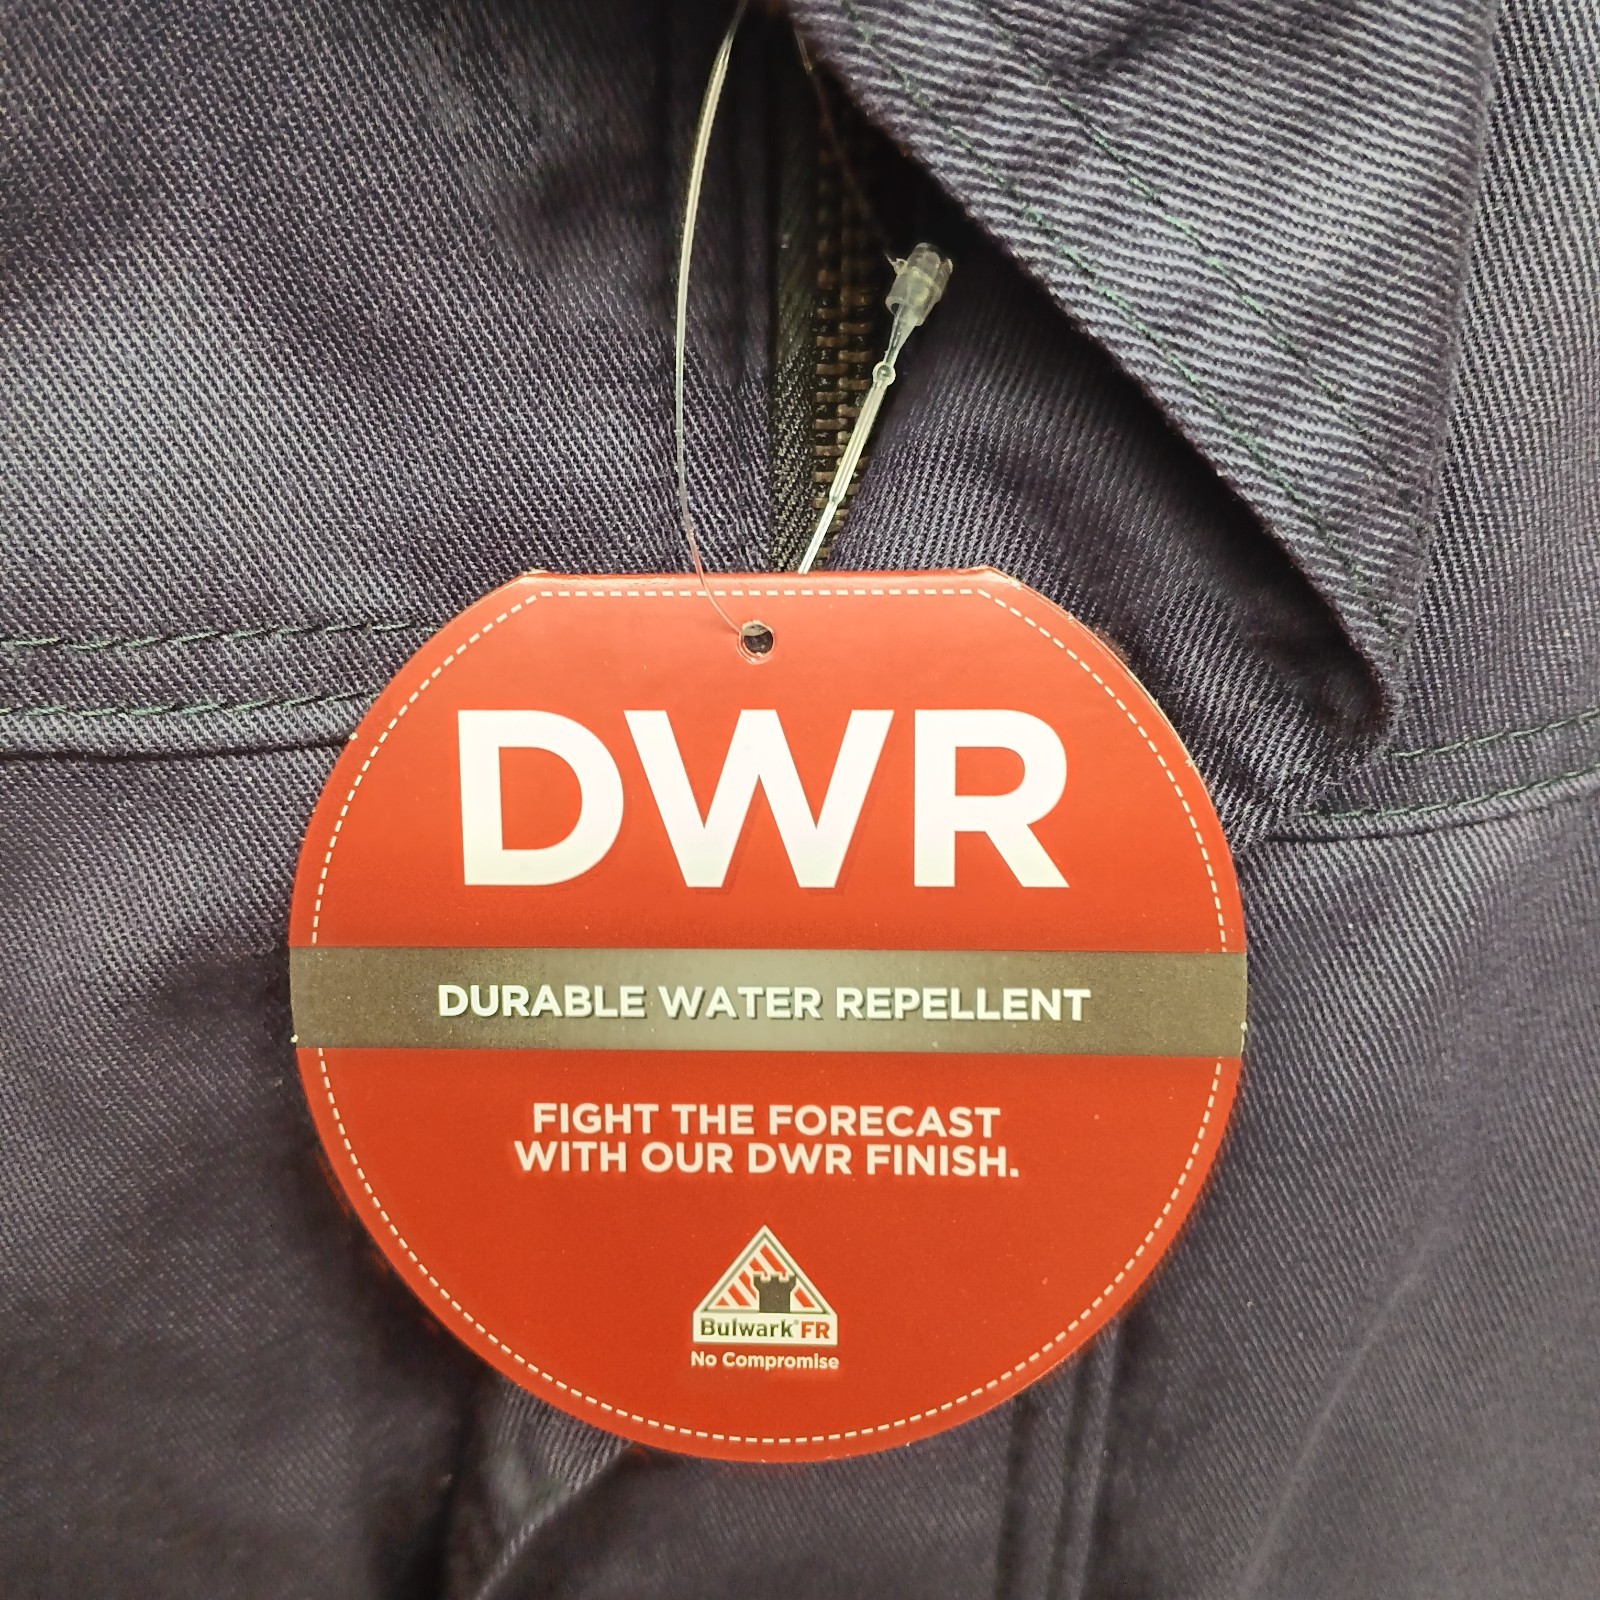 DWR
DURABLE WATER REPELLENT
FIGHT THE FORECAST
WITH OUR DWR FINISH.
Bulwark® FR
No Compromise